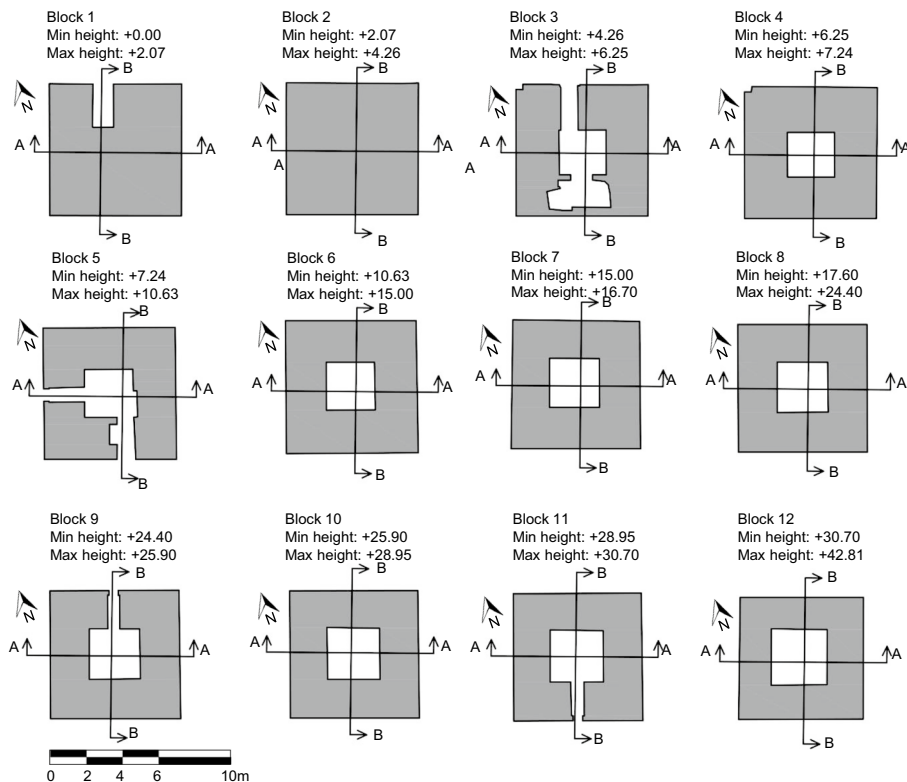 Block 1
Min height: +0.00
Max height: +2.07
B
N
A
A
B
Block 2
Min height: +2.07
Max height: +4.26
B
N
A
A
B
Block 3
Min height: +4.26
Max height: +6.25
B
N
A
A
A
B
Block 4
Min height: +6.25
Max height: +7.24
B
N
A
A
B
Block 5
Min height: +7.24
Max height: +10.63
B
N
A
A
B
Block 6
Min height: +10.63
Max height: +15.00
B
N
A
A
B
Block 7
Min height: +15.00
Max height: +16.70
B
N
A
A
B
Block 8
Min height: +17.60
Max height: +24.40
B
N
A
A
B
Block 9
Min height: +24.40
Max height: +25.90
B
N
A
A
B
Block 10
Min height: +25.90
Max height: +28.95
B
N
A
A
B
Block 11
Min height: +28.95
Max height: +30.70
B
N
A
A
B
Block 12
Min height: +30.70
Max height: +42.81
B
N
A
A
B
0 2 4 6 10m